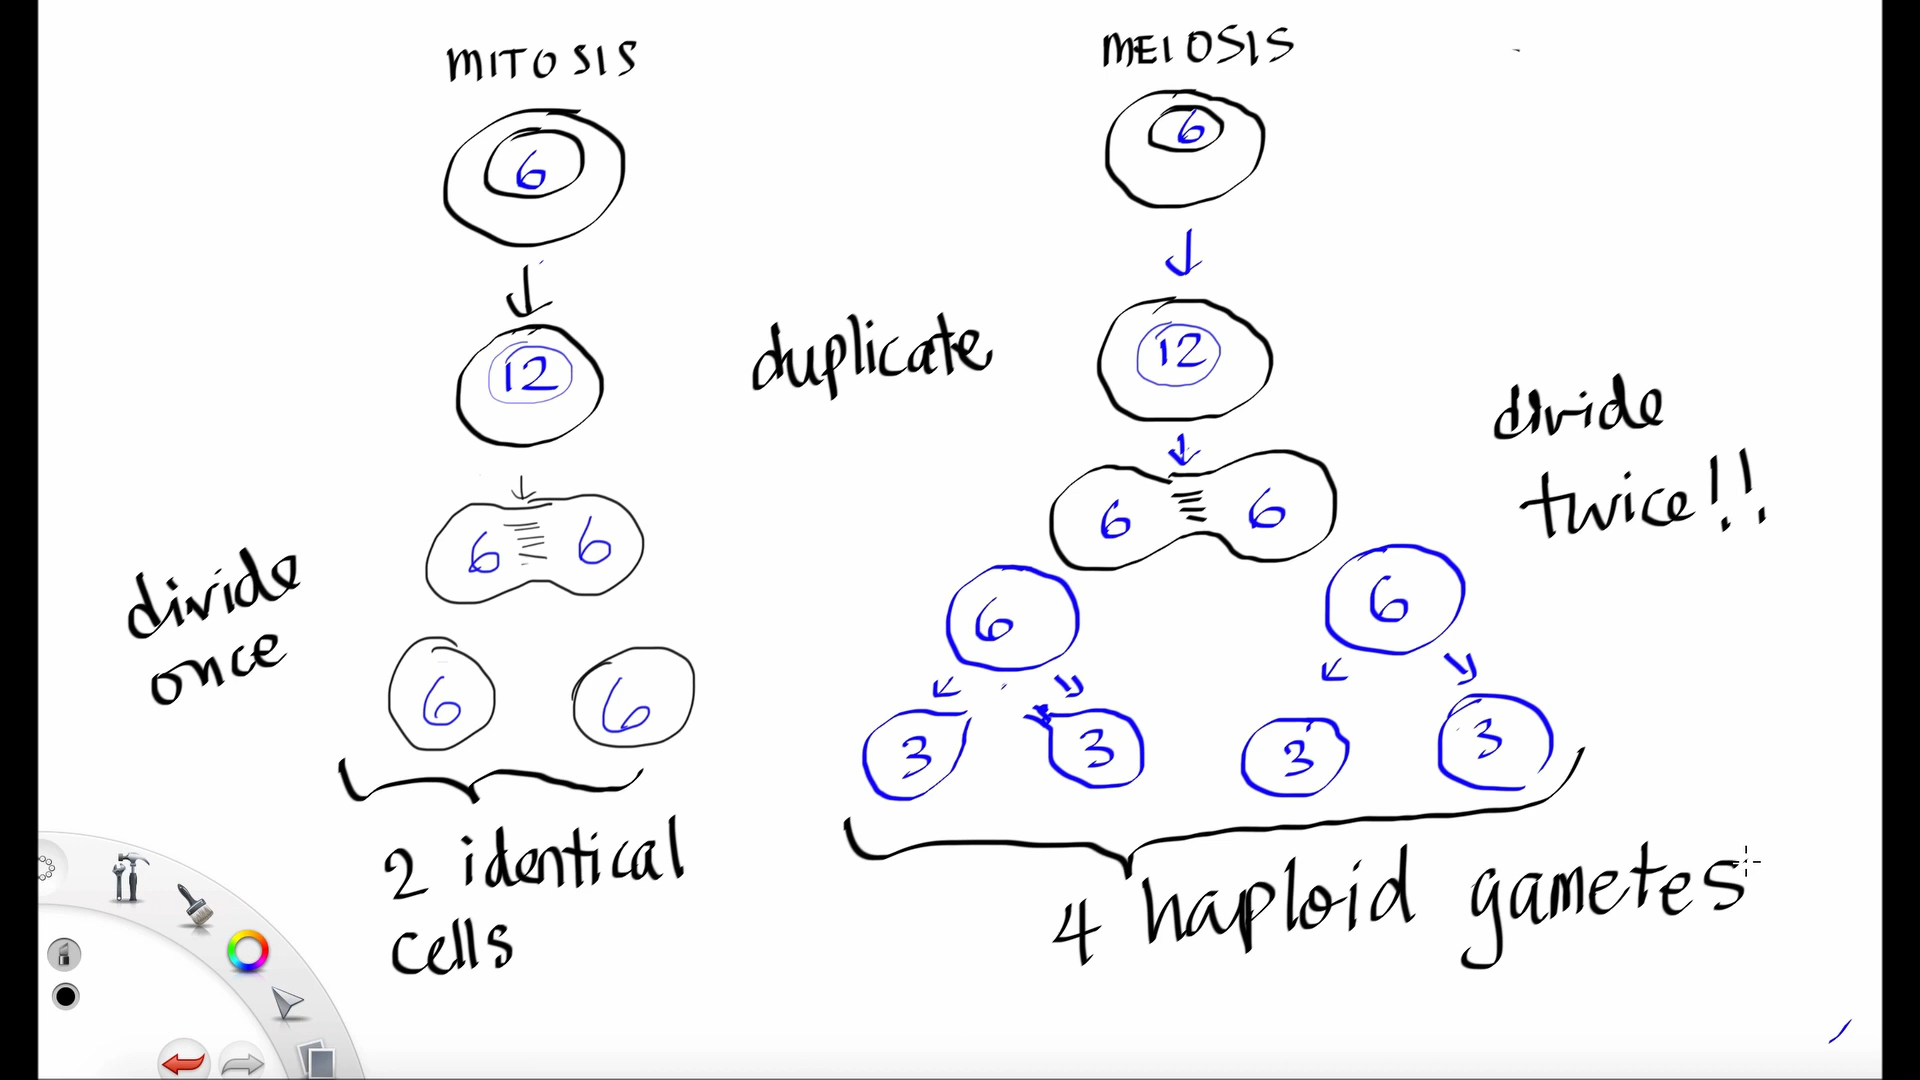 MITOSIS
MEIOSIS
6
6
12
duplicate
12
divide
twice!!
6 6
6 6
divide
once
6
6
6
6
3
3
3
3
2 identical
cells
4 haploid gametes